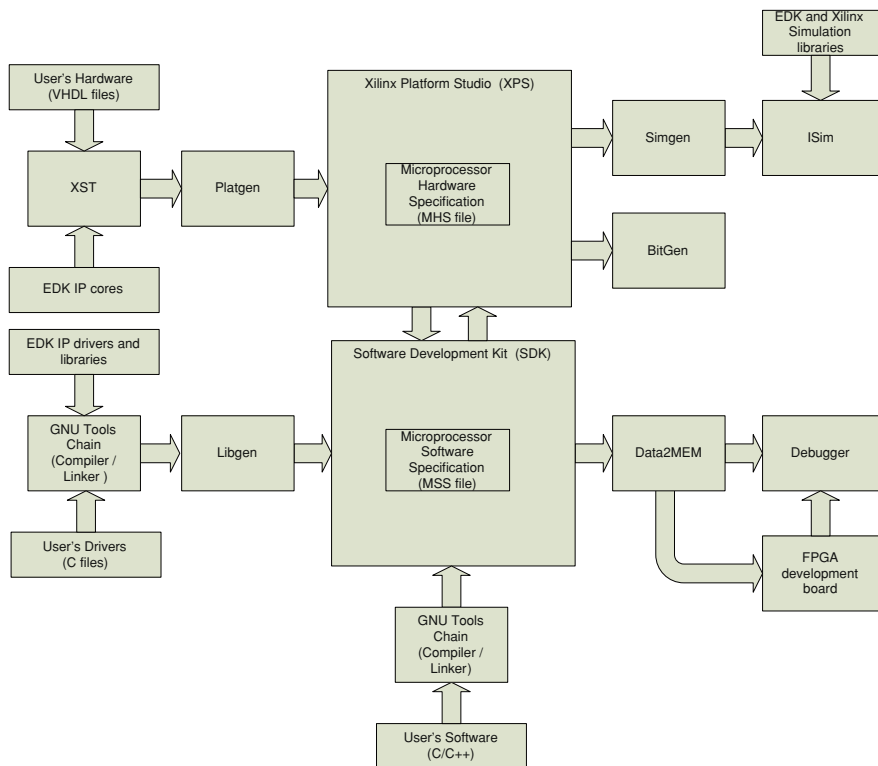 EDK and Xilinx
Simulation
libraries
User's Hardware
(VHDL files)
Xilinx Platform Studio (XPS)
Simgen
ISim
XST
Platgen
Microprocessor
Hardware
Specification
(MHS file)
BitGen
EDK IP cores
EDK IP drivers and
libraries
Software Development Kit (SDK)
GNU Tools
Chain
(Compiler /
Linker )
Libgen
Microprocessor
Software
Specification
(MSS file)
Data2MEM
Debugger
User's Drivers
(C files)
FPGA
development
board
GNU Tools
Chain
(Compiler /
Linker)
User's Software
(C/C++)